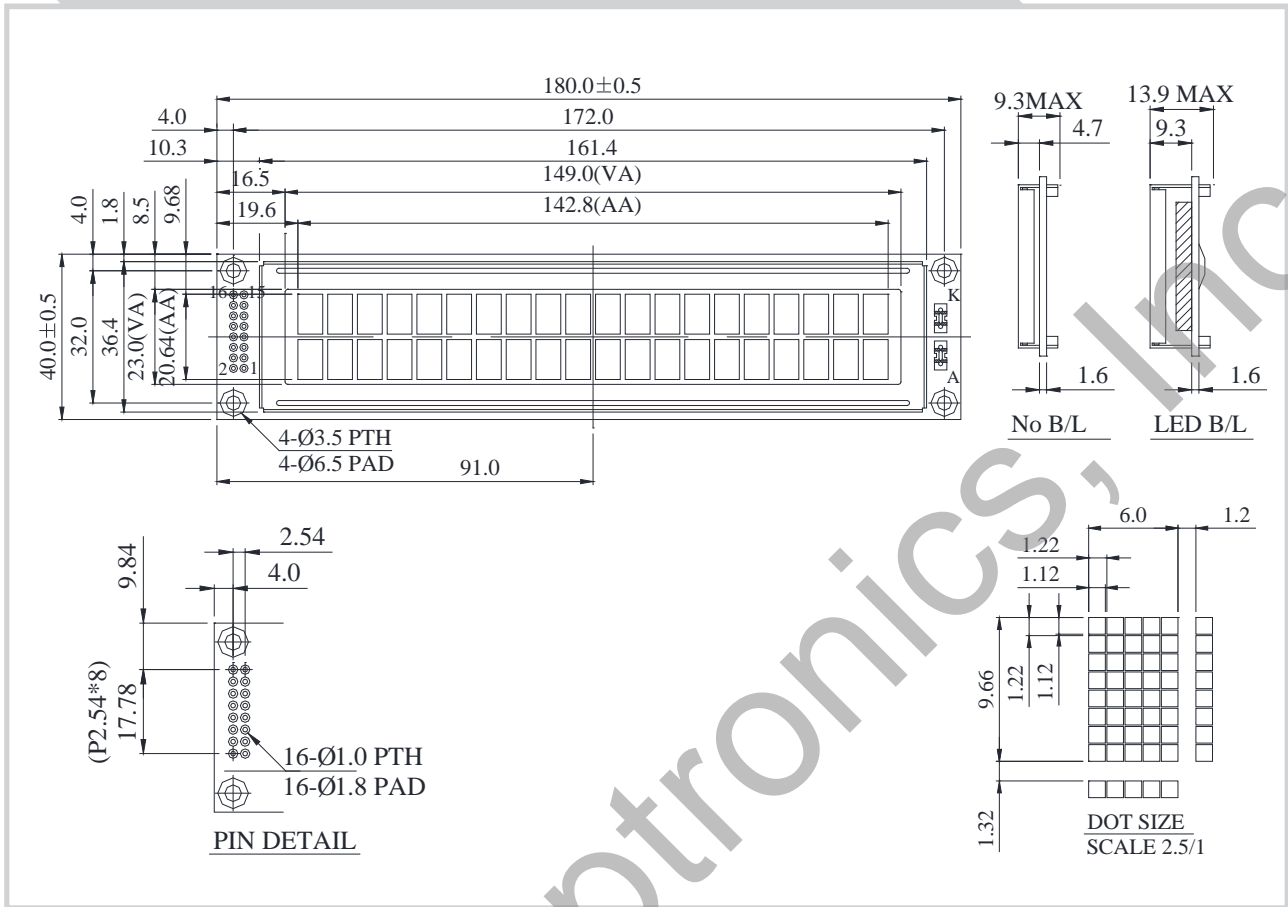 180.0±0.5
9.3MAX
13.9 MAX
4.0
172.0
4.7
9.3
10.3
161.4
16.5
149.0(VA)
19.6
142.8(AA)
4.0
1.8
8.5
9.68
40.0±0.5
32.0
36.4
23.0(VA)
20.64(AA)
16
15
2
1
K
A
1.6
1.6
No B/L
LED B/L
4-Ø3.5 PTH
4-Ø6.5 PAD
91.0
2.54
4.0
9.84
(P2.54*8)
17.78
16-Ø1.0 PTH
16-Ø1.8 PAD
PIN DETAIL
6.0
1.2
1.22
1.12
9.66
1.22
1.12
1.32
DOT SIZE
SCALE 2.5/1
ptronics, Inc